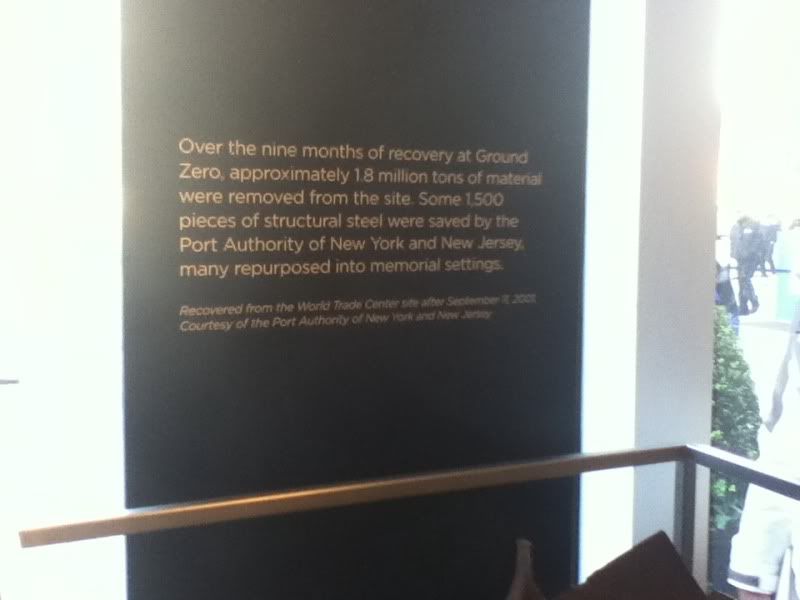 Over the nine months of recovery at Ground
Zero, approximately 1.8 million tons of material
were removed from the site. Some 1,500
pieces of structural steel were saved by the
Port Authority of New York and New Jersey,
many repurposed into memorial settings.
Recovered from the World Trade Center site after September 11, 2001.
Courtesy of the Port Authority of New York and New Jersey